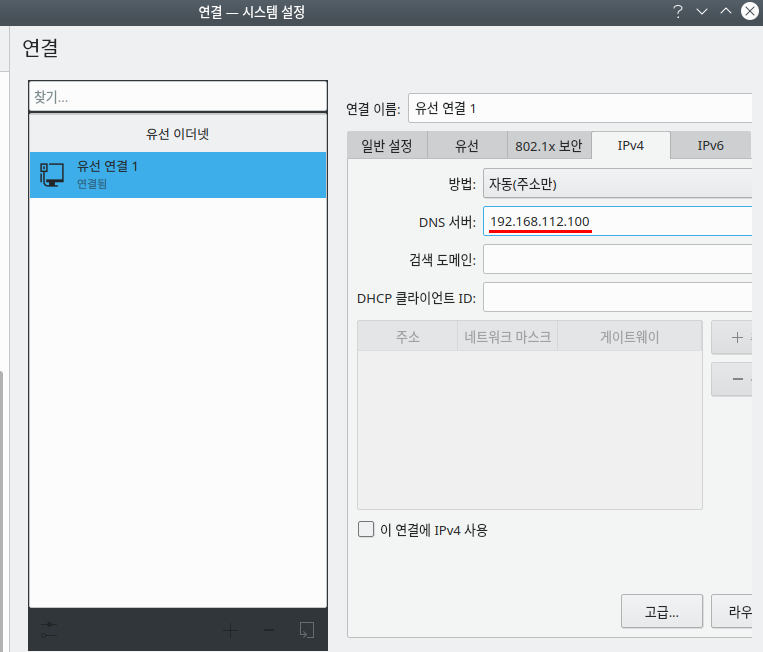 연결 — 시스템 설정
연결
찾기...
유선 이더넷
유선 연결 1
연결됨
연결 이름: 유선 연결 1
일반 설정 유선 802.1x 보안 IPv4 IPv6
방법: 자동(주소만)
DNS 서버: 192.168.112.100
검색 도메인:
DHCP 클라이언트 ID:
주소 네트워크 마스크 게이트웨이
이 연결에 IPv4 사용
고급... 라우